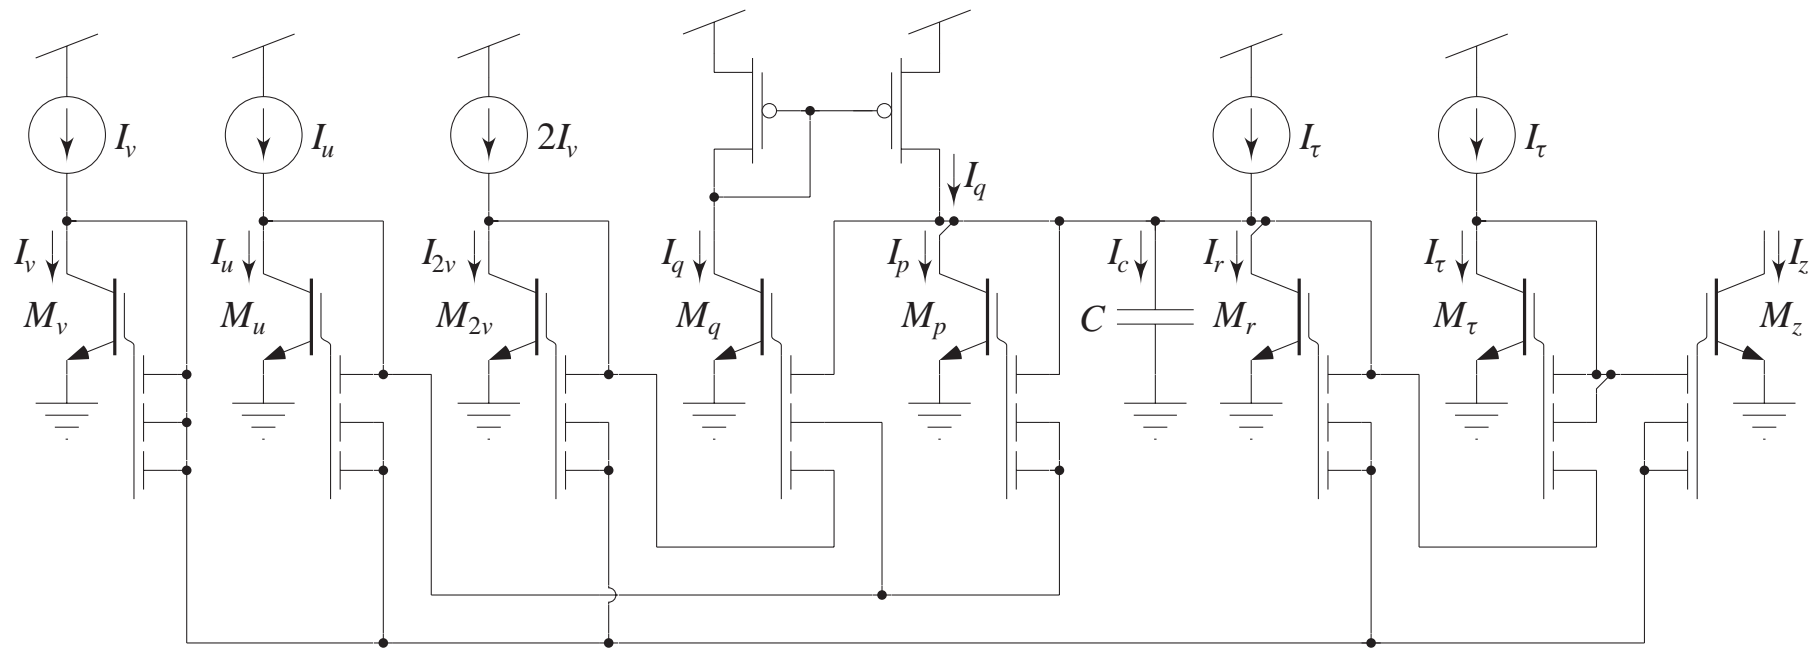 I_v
I_u
2I_v
I_τ
I_τ
I_q
I_v
I_u
I_2v
I_q
I_p
I_c
I_r
I_τ
I_z
M_v
M_u
M_2v
M_q
M_p
C
M_r
M_τ
M_z